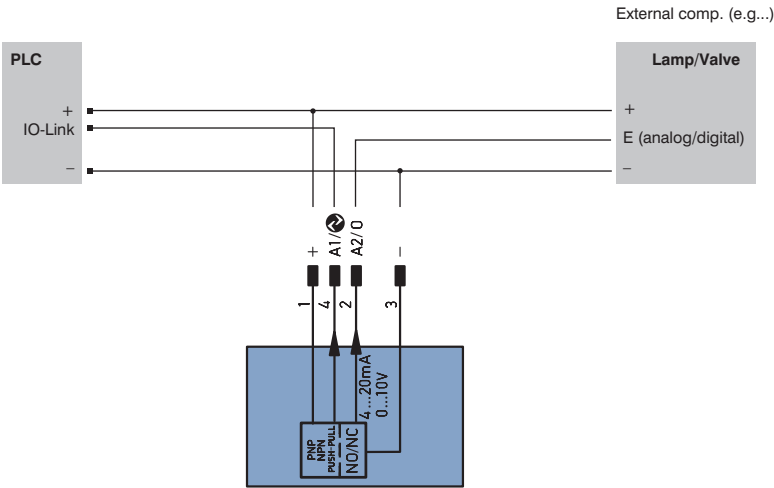 External comp. (e.g...)
PLC
Lamp/Valve
+
+
IO-Link
E (analog/digital)
–
–
+
A1/
A2/0
–
1
4
2
3
4...20mA
0...10V
PNP
NPN
PUSH-PULL
NO/NC